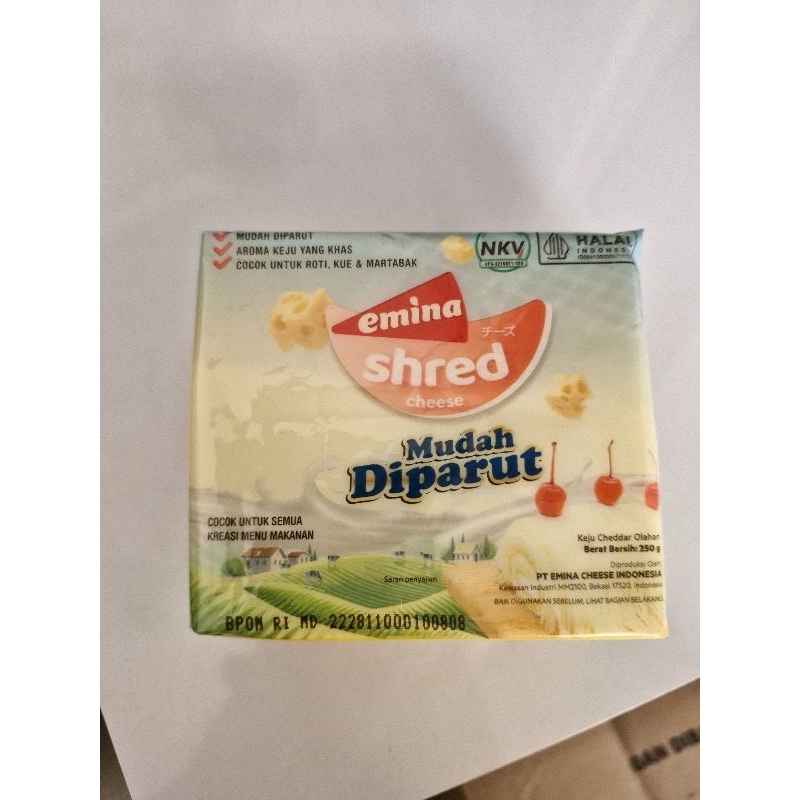 MUDAH DIPARUT
AROMA KEJU YANG KHAS
COCOK UNTUK ROTI, KUE & MARTABAK
NKV
HALAL
INDONESIA
emina
チーズ
shred
cheese
Mudah
Diparut
COCOK UNTUK SEMUA
KREASI MENU MAKANAN
Keju Cheddar Olahan
Berat Bersih: 250 g
Diproduksi Oleh:
PT EMINA CHEESE INDONESIA
Kawasan Industri MM2100, Bekasi 17520, Indonesia
Saran penyajian
BAIK DIGUNAKAN SEBELUM, LIHAT BAGIAN BELAKANG
BPOM RI MD 222811000100808